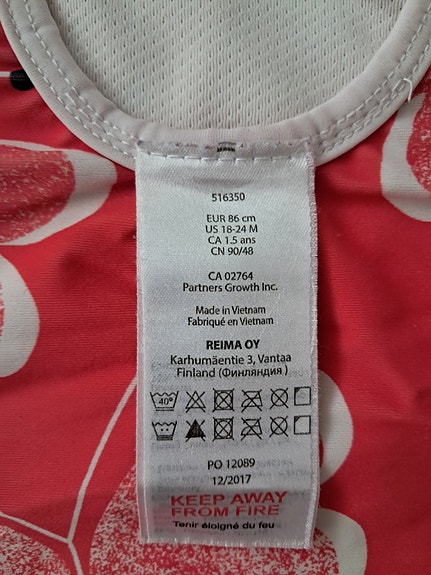 516350
EUR 86 cm
US 18-24 M
CA 1.5 ans
CN 90/48
CA 02764
Partners Growth Inc.
Made in Vietnam
Fabriqué en Vietnam
REIMA OY
Karhumäentie 3, Vantaa
Finland (Финляндия )
40°
PO 12089
12/2017
KEEP AWAY
FROM FIRE
Tenir éloigné du feu